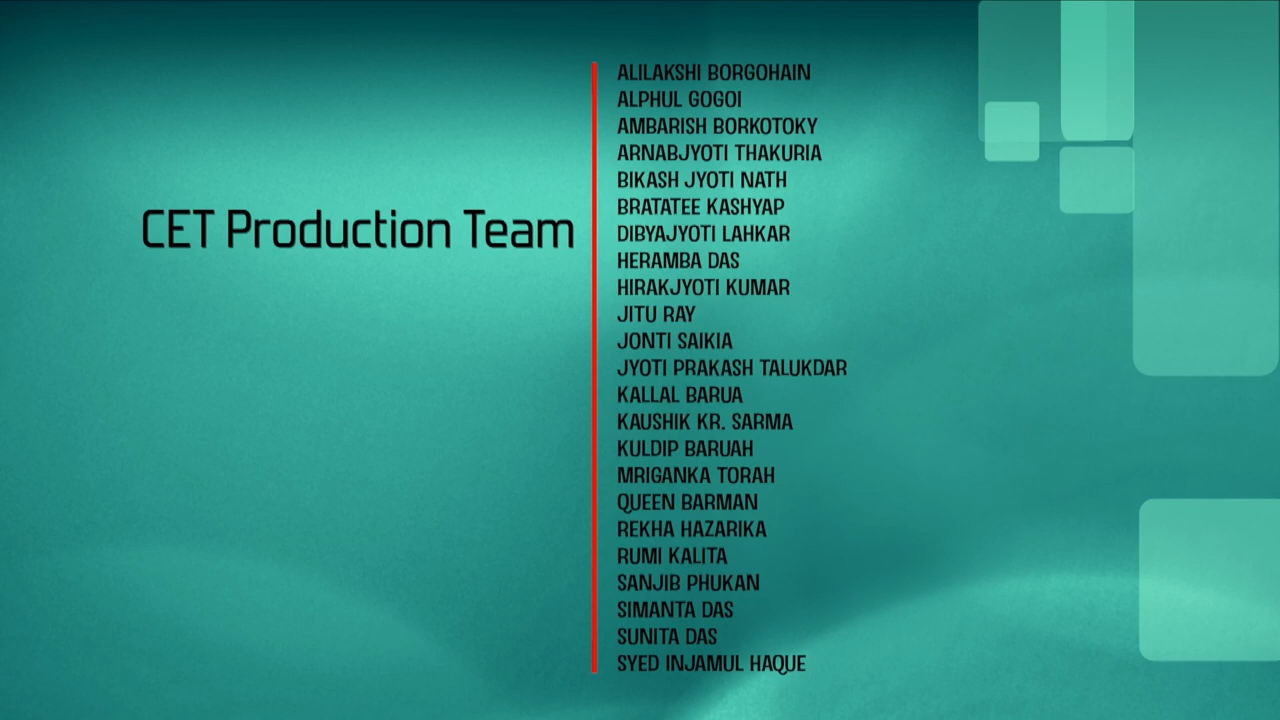 CET Production Team
ALILAKSHI BORGOHAIN
ALPHUL GOGOI
AMBARISH BORKOTOKY
ARNABJYOTI THAKURIA
BIKASH JYOTI NATH
BRATATEE KASHYAP
DIBYAJYOTI LAHKAR
HERAMBA DAS
HIRAKJYOTI KUMAR
JITU RAY
JONTI SAIKIA
JYOTI PRAKASH TALUKDAR
KALLAL BARUA
KAUSHIK KR. SARMA
KULDIP BARUAH
MRIGANKA TORAH
QUEEN BARMAN
REKHA HAZARIKA
RUMI KALITA
SANJIB PHUKAN
SIMANTA DAS
SUNITA DAS
SYED INJAMUL HAQUE